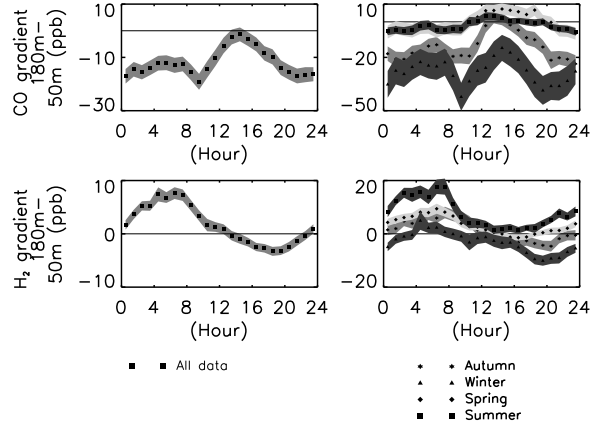 CO gradient
180m–
50m (ppb)
10
-10
-30
0 4 8 12 16 20 24
(Hour)
10
-20
-50
0 4 8 12 16 20 24
(Hour)
H₂ gradient
180m–
50m (ppb)
10
0
-10
0 4 8 12 16 20 24
(Hour)
20
0
-20
0 4 8 12 16 20 24
(Hour)
All data
Autumn
Winter
Spring
Summer